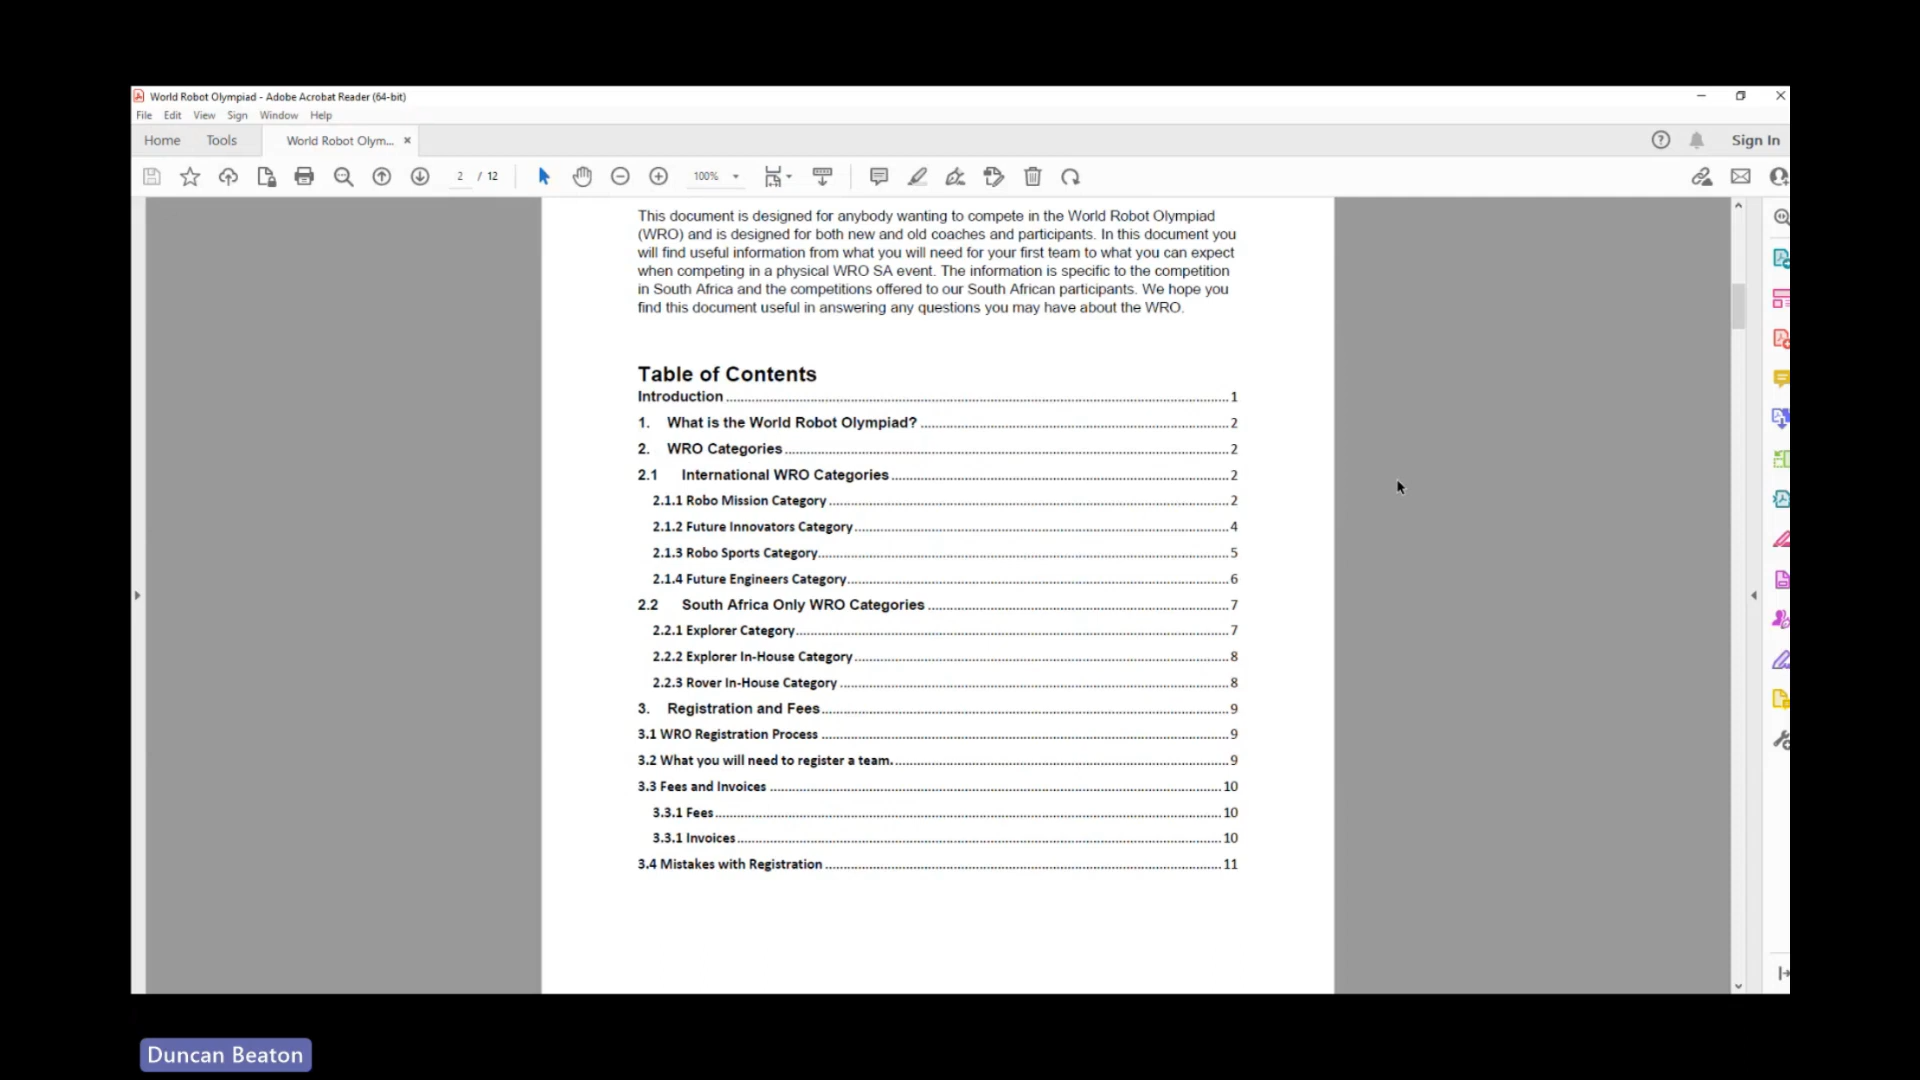 World Robot Olympiad - Adobe Acrobat Reader (64-bit)
File Edit View Sign Window Help
Home Tools World Robot Olym... × Sign In
2 / 12 100%
This document is designed for anybody wanting to compete in the World Robot Olympiad
(WRO) and is designed for both new and old coaches and participants. In this document you
will find useful information from what you will need for your first team to what you can expect
when competing in a physical WRO SA event. The information is specific to the competition
in South Africa and the competitions offered to our South African participants. We hope you
find this document useful in answering any questions you may have about the WRO.
Table of Contents
Introduction 1
1. What is the World Robot Olympiad? 2
2. WRO Categories 2
2.1 International WRO Categories 2
2.1.1 Robo Mission Category 2
2.1.2 Future Innovators Category 4
2.1.3 Robo Sports Category 5
2.1.4 Future Engineers Category 6
2.2 South Africa Only WRO Categories 7
2.2.1 Explorer Category 7
2.2.2 Explorer In-House Category 8
2.2.3 Rover In-House Category 8
3. Registration and Fees 9
3.1 WRO Registration Process 9
3.2 What you will need to register a team. 9
3.3 Fees and Invoices 10
3.3.1 Fees 10
3.3.1 Invoices 10
3.4 Mistakes with Registration 11
Duncan Beaton